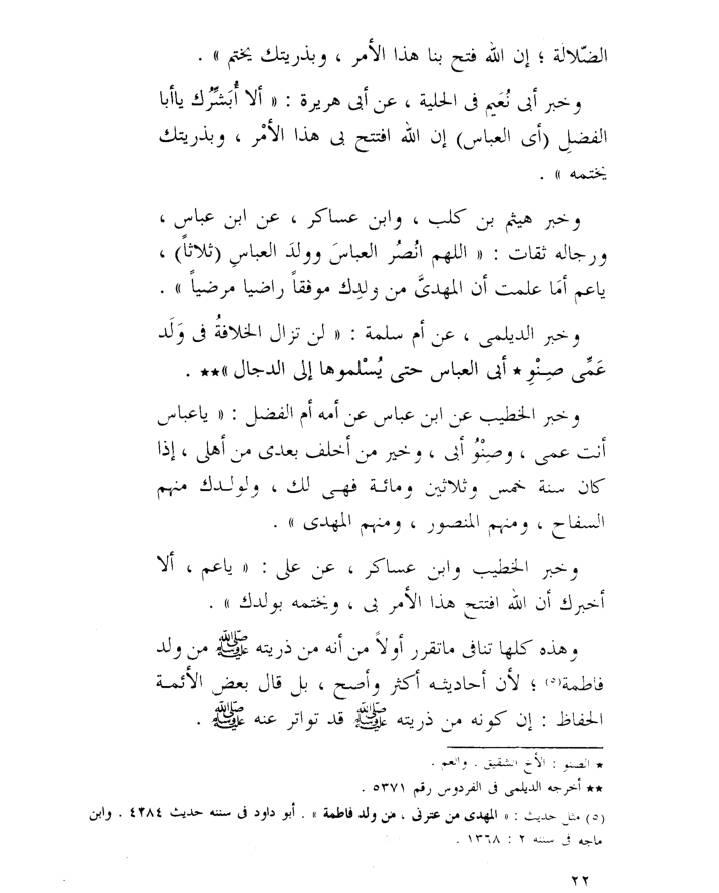 الضّلالة ؛ إن الله فتح بنا هذا الأمر ، وبذريتك يختم » .
وخبر أبى نُعَيم فى الحلية ، عن أبى هريرة : « ألا أُبَشِّرُك ياأبا
الفضلِ (أى العباس) إن الله افتتح بى هذا الأمْر ، وبذريتك
يختمه » .
وخبر هيثم بن كلب ، وابن عساكر ، عن ابن عباس ،
ورجاله ثقات : « اللهم انْصُر العباسَ وولدَ العباسِ (ثلاثاً) ،
ياعم أمَا علمت أن المهدىَّ من ولدِك موفقاً راضيا مرضياً » .
وخبر الديلمى ، عن أم سلمة : « لن تزال الخلافةُ فى وَلَد
عَمِّى صِنْوِ * أبى العباس حتى يُسْلموها إلى الدجال »** .
وخبر الخطيب عن ابن عباس عن أمه أم الفضل : « ياعباس
أنت عمى ، وصِنْوُ أبى ، وخير من أخلف بعدى من أهلى ، إذا
كان سنة خمس وثلاثين ومائة فهى لك ، ولولدك منهم
السفاح ، ومنهم المنصور ، ومنهم المهدى » .
وخبر الخطيب وابن عساكر ، عن على : « ياعم ، ألا
أخبرك أن الله افتتح هذا الأمر بى ، ويختمه بولدك » .
وهذه كلها تنافى ماتقرر أولاً من أنه من ذريته ﷺ من ولد
فاطمة(٥) ؛ لأن أحاديثه أكثر وأصح ، بل قال بعض الأئمة
الحفاظ : إن كونه من ذريته ﷺ قد تواتر عنه ﷺ .
* الصنو : الأخ الشقيق . والعم .
** أخرجه الديلمى فى الفردوس رقم ٥٣٧١ .
(٥) مثل حديث : « المهدى من عترتى ، من ولد فاطمة » . أبو داود فى سننه حديث ٤٢٨٤ . وابن
ماجه فى سننه ٢ : ١٣٦٨ .
٢٢